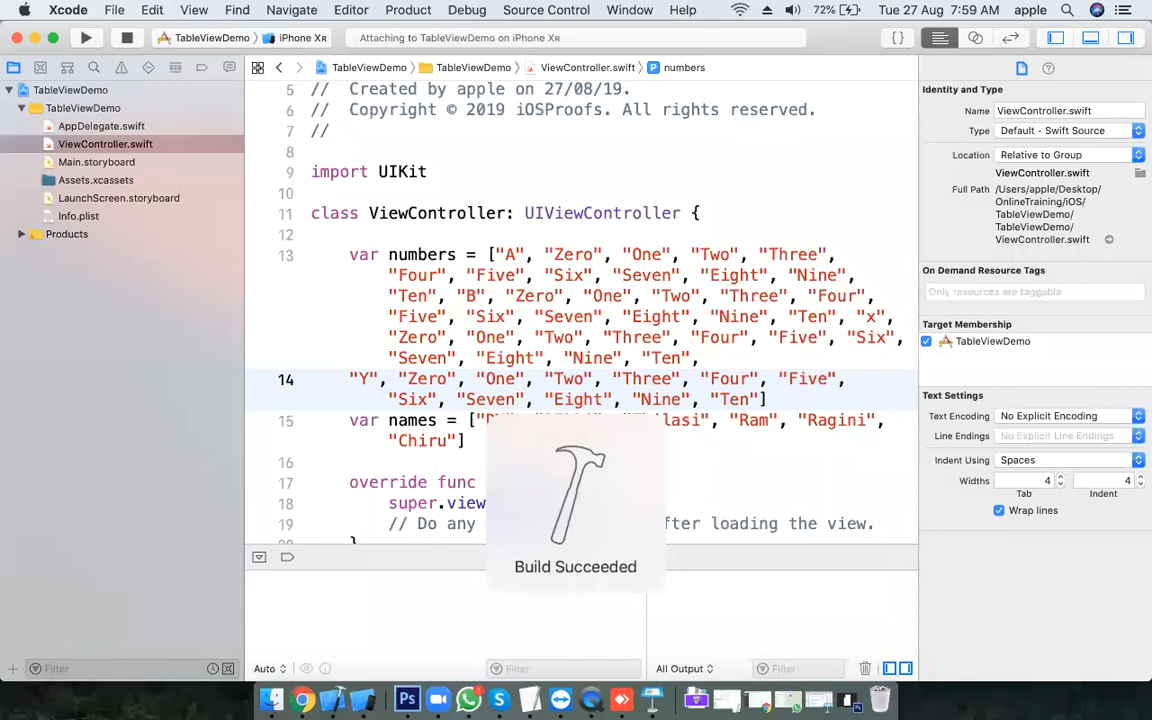 Xcode File Edit View Find Navigate Editor Product Debug Source Control Window Help 72% Tue 27 Aug 7:59 AM apple
TableViewDemo iPhone XR Attaching to TableViewDemo on iPhone XR
TableViewDemo TableViewDemo ViewController.swift numbers
TableViewDemo
TableViewDemo
AppDelegate.swift
ViewController.swift
Main.storyboard
Assets.xcassets
LaunchScreen.storyboard
Info.plist
Products
5 // Created by apple on 27/08/19.
6 // Copyright © 2019 iOSProofs. All rights reserved.
7 //
8
9 import UIKit
10
11 class ViewController: UIViewController {
12
13 var numbers = ["A", "Zero", "One", "Two", "Three",
"Four", "Five", "Six", "Seven", "Eight", "Nine",
"Ten", "B", "Zero", "One", "Two", "Three", "Four",
"Five", "Six", "Seven", "Eight", "Nine", "Ten", "x",
"Zero", "One", "Two", "Three", "Four", "Five", "Six",
"Seven", "Eight", "Nine", "Ten",
14 "Y", "Zero", "One", "Two", "Three", "Four", "Five",
"Six", "Seven", "Eight", "Nine", "Ten"]
15 var names = [ "Ram", "Ragini",
"Chiru"]
16
17 override func
18 super.view
19 // Do any after loading the view.
}
Build Succeeded
Identity and Type
Name ViewController.swift
Type Default - Swift Source
Location Relative to Group
ViewController.swift
Full Path /Users/apple/Desktop/
OnlineTraining/iOS/
TableViewDemo/
TableViewDemo/
ViewController.swift
On Demand Resource Tags
Only resources are taggable
Target Membership
TableViewDemo
Text Settings
Text Encoding No Explicit Encoding
Line Endings No Explicit Line Endings
Indent Using Spaces
Widths 4 4
Tab Indent
Wrap lines
Filter Auto Filter All Output Filter
Ps